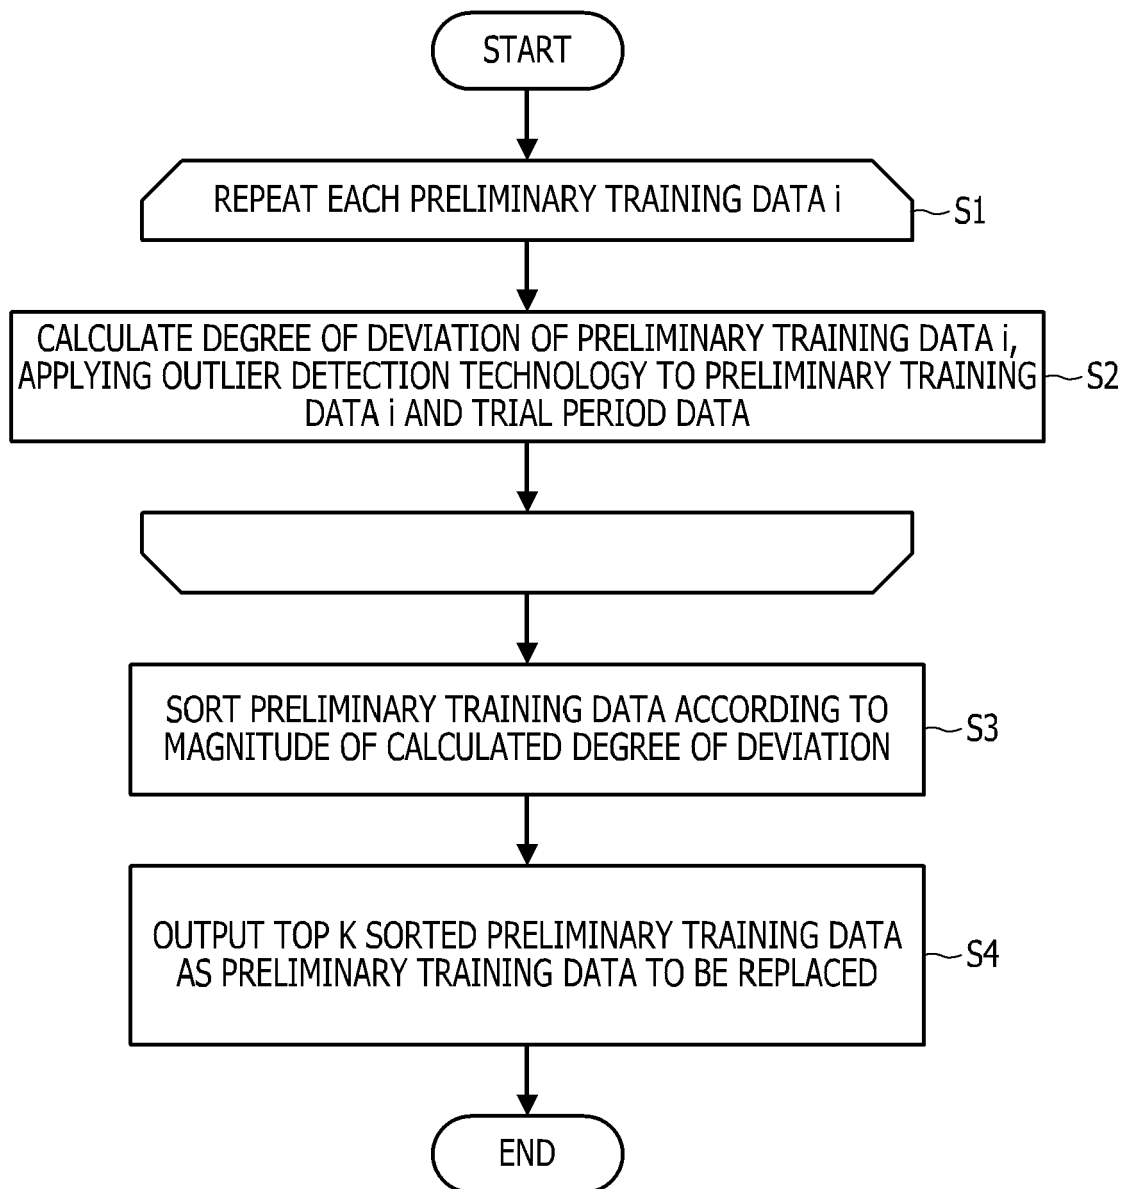 START
REPEAT EACH PRELIMINARY TRAINING DATA i
S1
CALCULATE DEGREE OF DEVIATION OF PRELIMINARY TRAINING DATA i,
APPLYING OUTLIER DETECTION TECHNOLOGY TO PRELIMINARY TRAINING
DATA i AND TRIAL PERIOD DATA
S2
SORT PRELIMINARY TRAINING DATA ACCORDING TO
MAGNITUDE OF CALCULATED DEGREE OF DEVIATION
S3
OUTPUT TOP K SORTED PRELIMINARY TRAINING DATA
AS PRELIMINARY TRAINING DATA TO BE REPLACED
S4
END